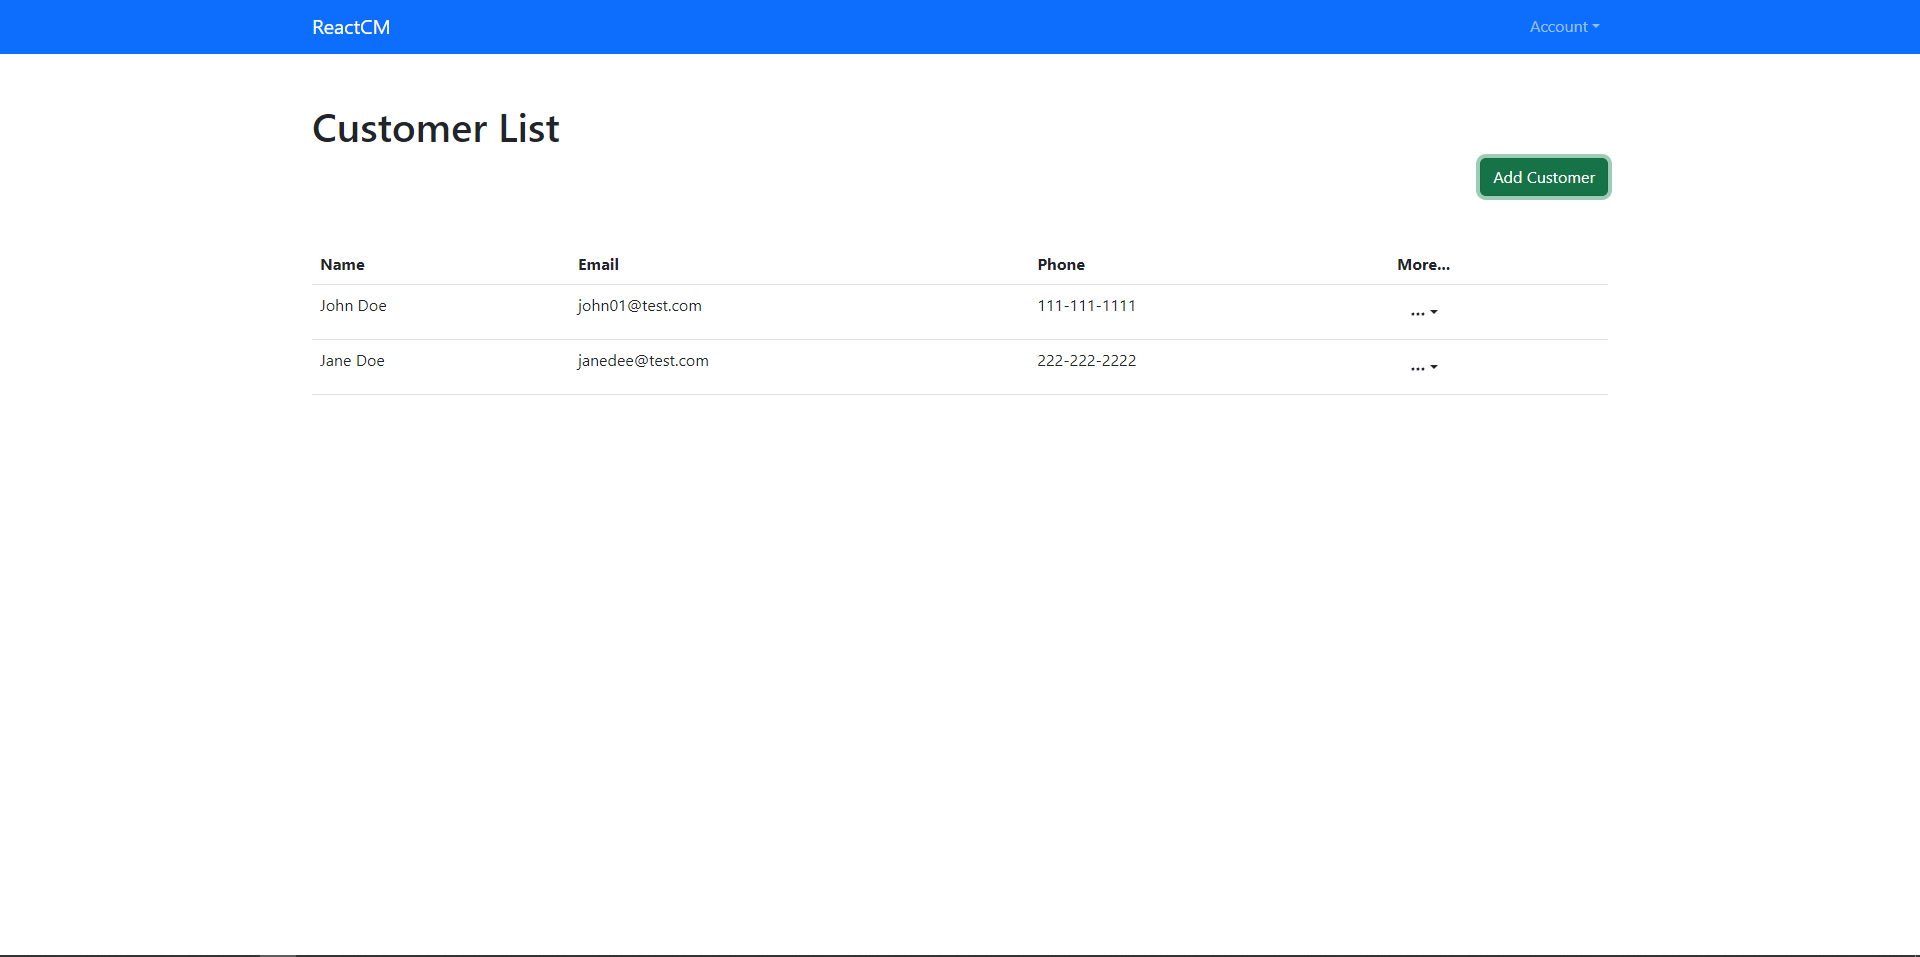 ReactCM Account
Customer List
Add Customer
Name Email Phone More...
John Doe john01@test.com 111-111-1111 ...
Jane Doe janedee@test.com 222-222-2222 ...